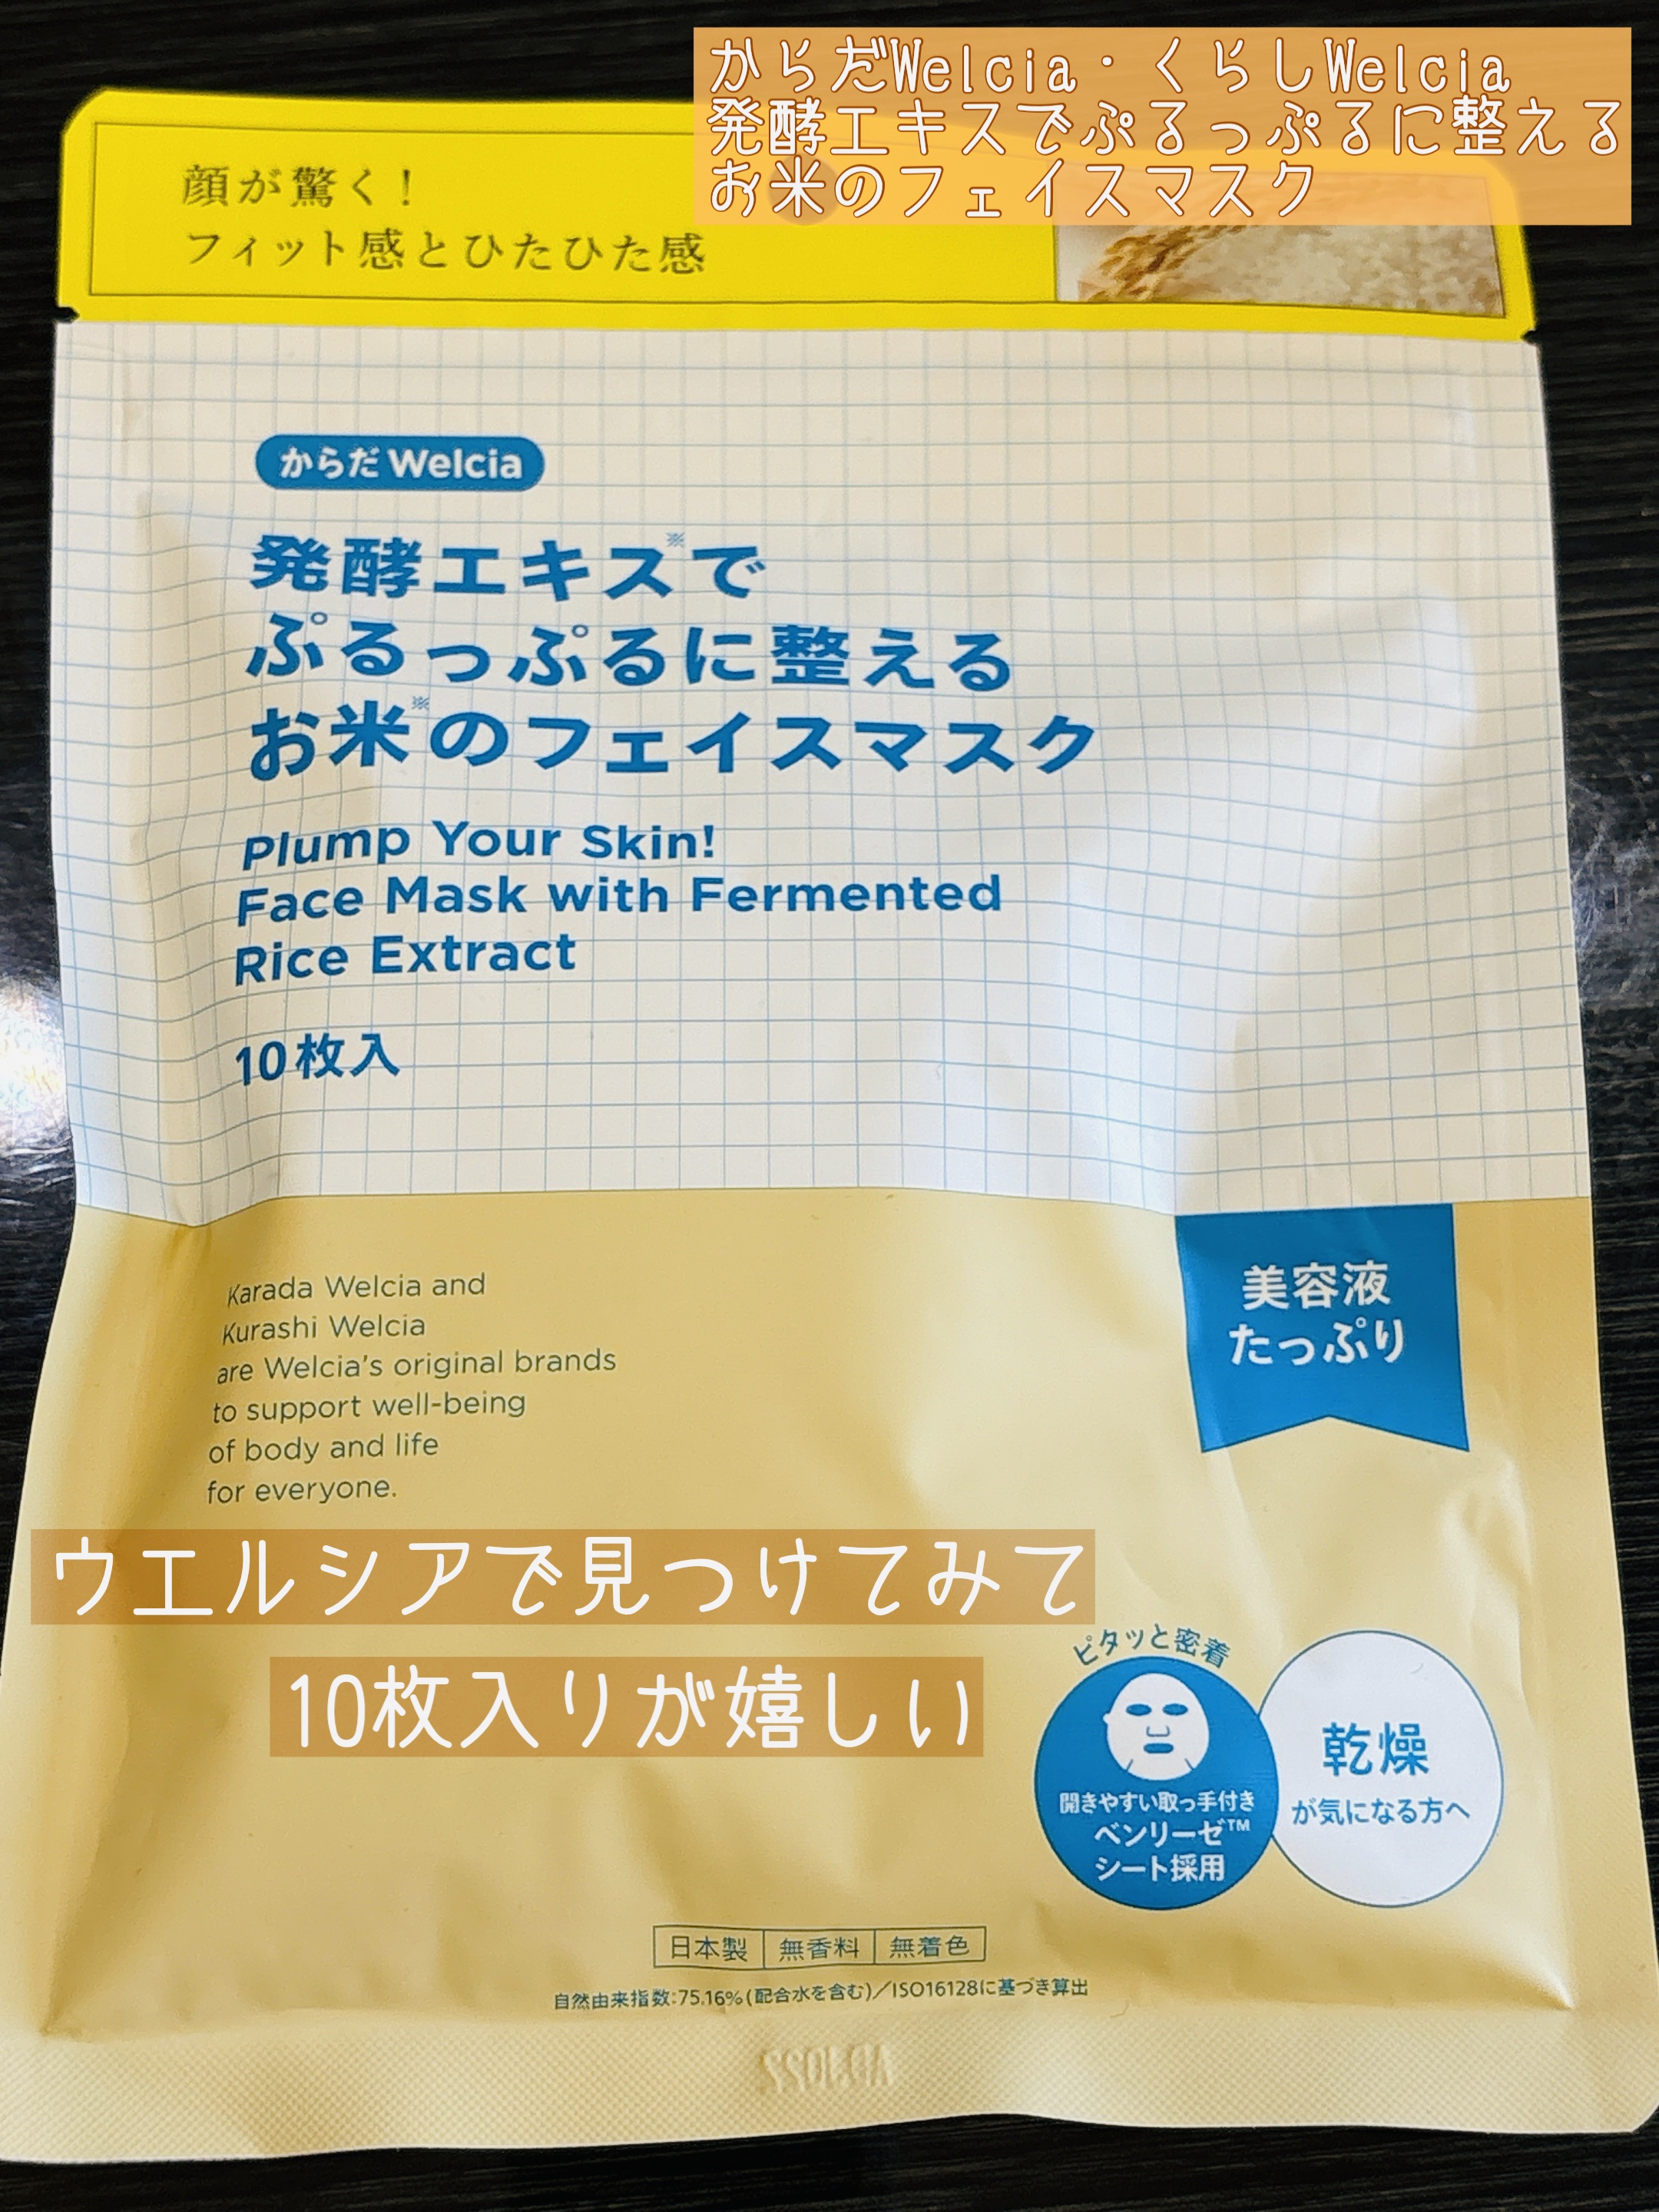 からだWelcia・くらしWelcia
発酵エキスでぷるっぷるに整える
お米のフェイスマスク
顔が驚く!
フィット感とひたひた感
からだWelcia
発酵エキス※で
ぷるっぷるに整える
お米※のフェイスマスク
Plump Your Skin!
Face Mask with Fermented
Rice Extract
10枚入
美容液
たっぷり
Karada Welcia and
Kurashi Welcia
are Welcia's original brands
to support well-being
of body and life
for everyone.
ウエルシアで見つけてみて
10枚入りが嬉しい
ピタッと密着
開きやすい取っ手付き
ベンリーゼ™
シート採用
乾燥
が気になる方へ
日本製 無香料 無着色
自然由来指数:75.16%(配合水を含む)/ISO16128に基づき算出